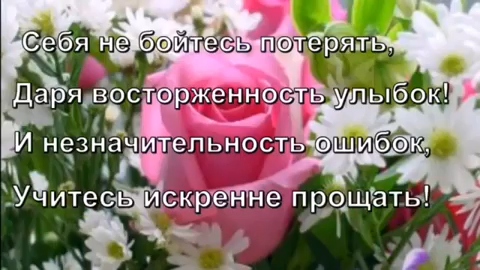 Себя не бойтесь потерять,
Даря восторженность улыбок!
И незначительность ошибок,
Учитесь искренне прощать!